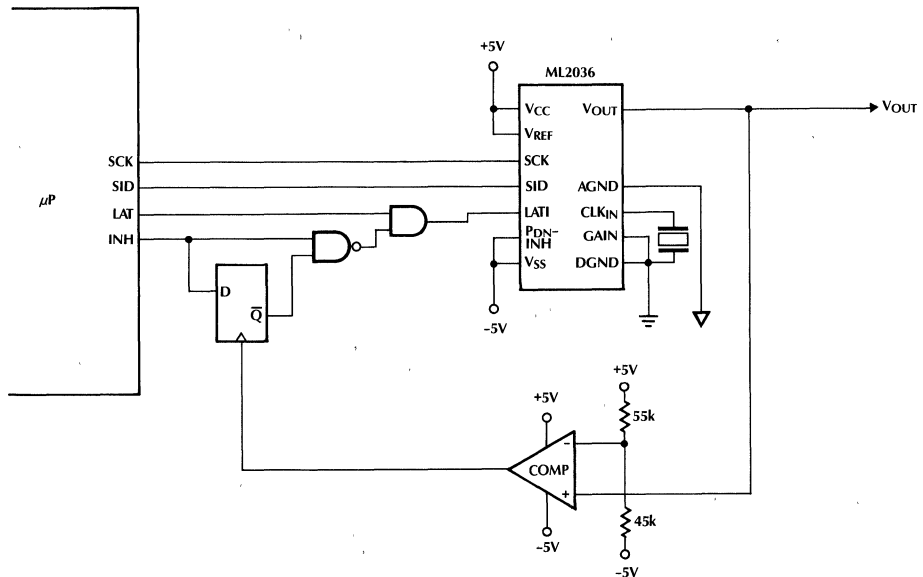 +5V
ML2036
VCC
VOUT
VOUT
VREF
SCK
SCK
μP
SID
SID
AGND
LAT
LATI
CLKIN
INH
PDN-
INH
GAIN
VSS
DGND
D
Q̅
-5V
+5V
+5V
55k
-
COMP
+
45k
-5V
-5V